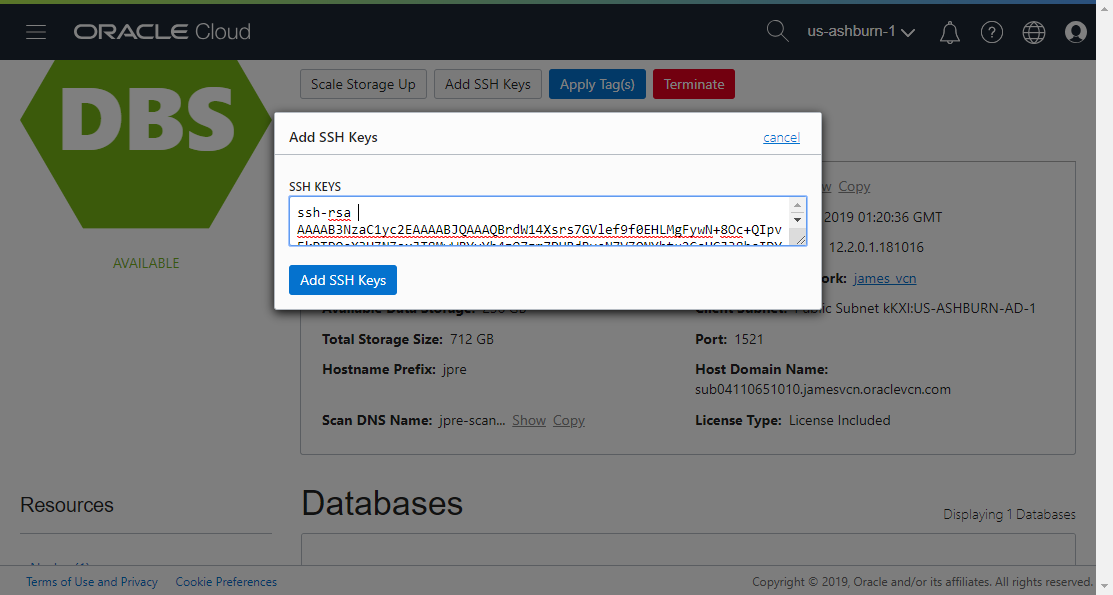 ORACLE Cloud
us-ashburn-1
DBS
Scale Storage Up
Add SSH Keys
Apply Tag(s)
Terminate
Add SSH Keys
cancel
SSH KEYS
ssh-rsa
AAAAB3NzaC1yc2EAAAABJQAAAQBrdW14Xsrs7GVlef9f0EHLMgFywN+8Oc+QIpv
Add SSH Keys
AVAILABLE
Copy
2019 01:20:36 GMT
12.2.0.1.181016
james_vcn
Available Data Storage: 256 GB
Client Subnet: Public Subnet kKXI:US-ASHBURN-AD-1
Total Storage Size: 712 GB
Port: 1521
Hostname Prefix: jpre
Host Domain Name:
sub04110651010.jamesvcn.oraclevcn.com
Scan DNS Name: jpre-scan... Show Copy
License Type: License Included
Resources
Databases
Displaying 1 Databases
Terms of Use and Privacy
Cookie Preferences
Copyright © 2019, Oracle and/or its affiliates. All rights reserved.